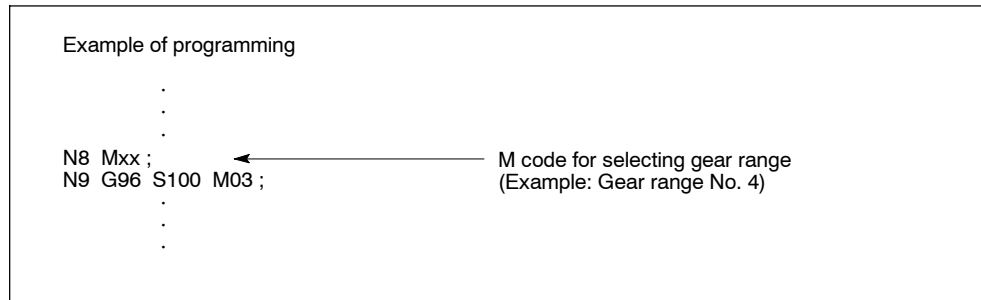 Example of programming
.
.
.
N8 Mxx ;
M code for selecting gear range
N9 G96 S100 M03 ;
(Example: Gear range No. 4)
.
.
.